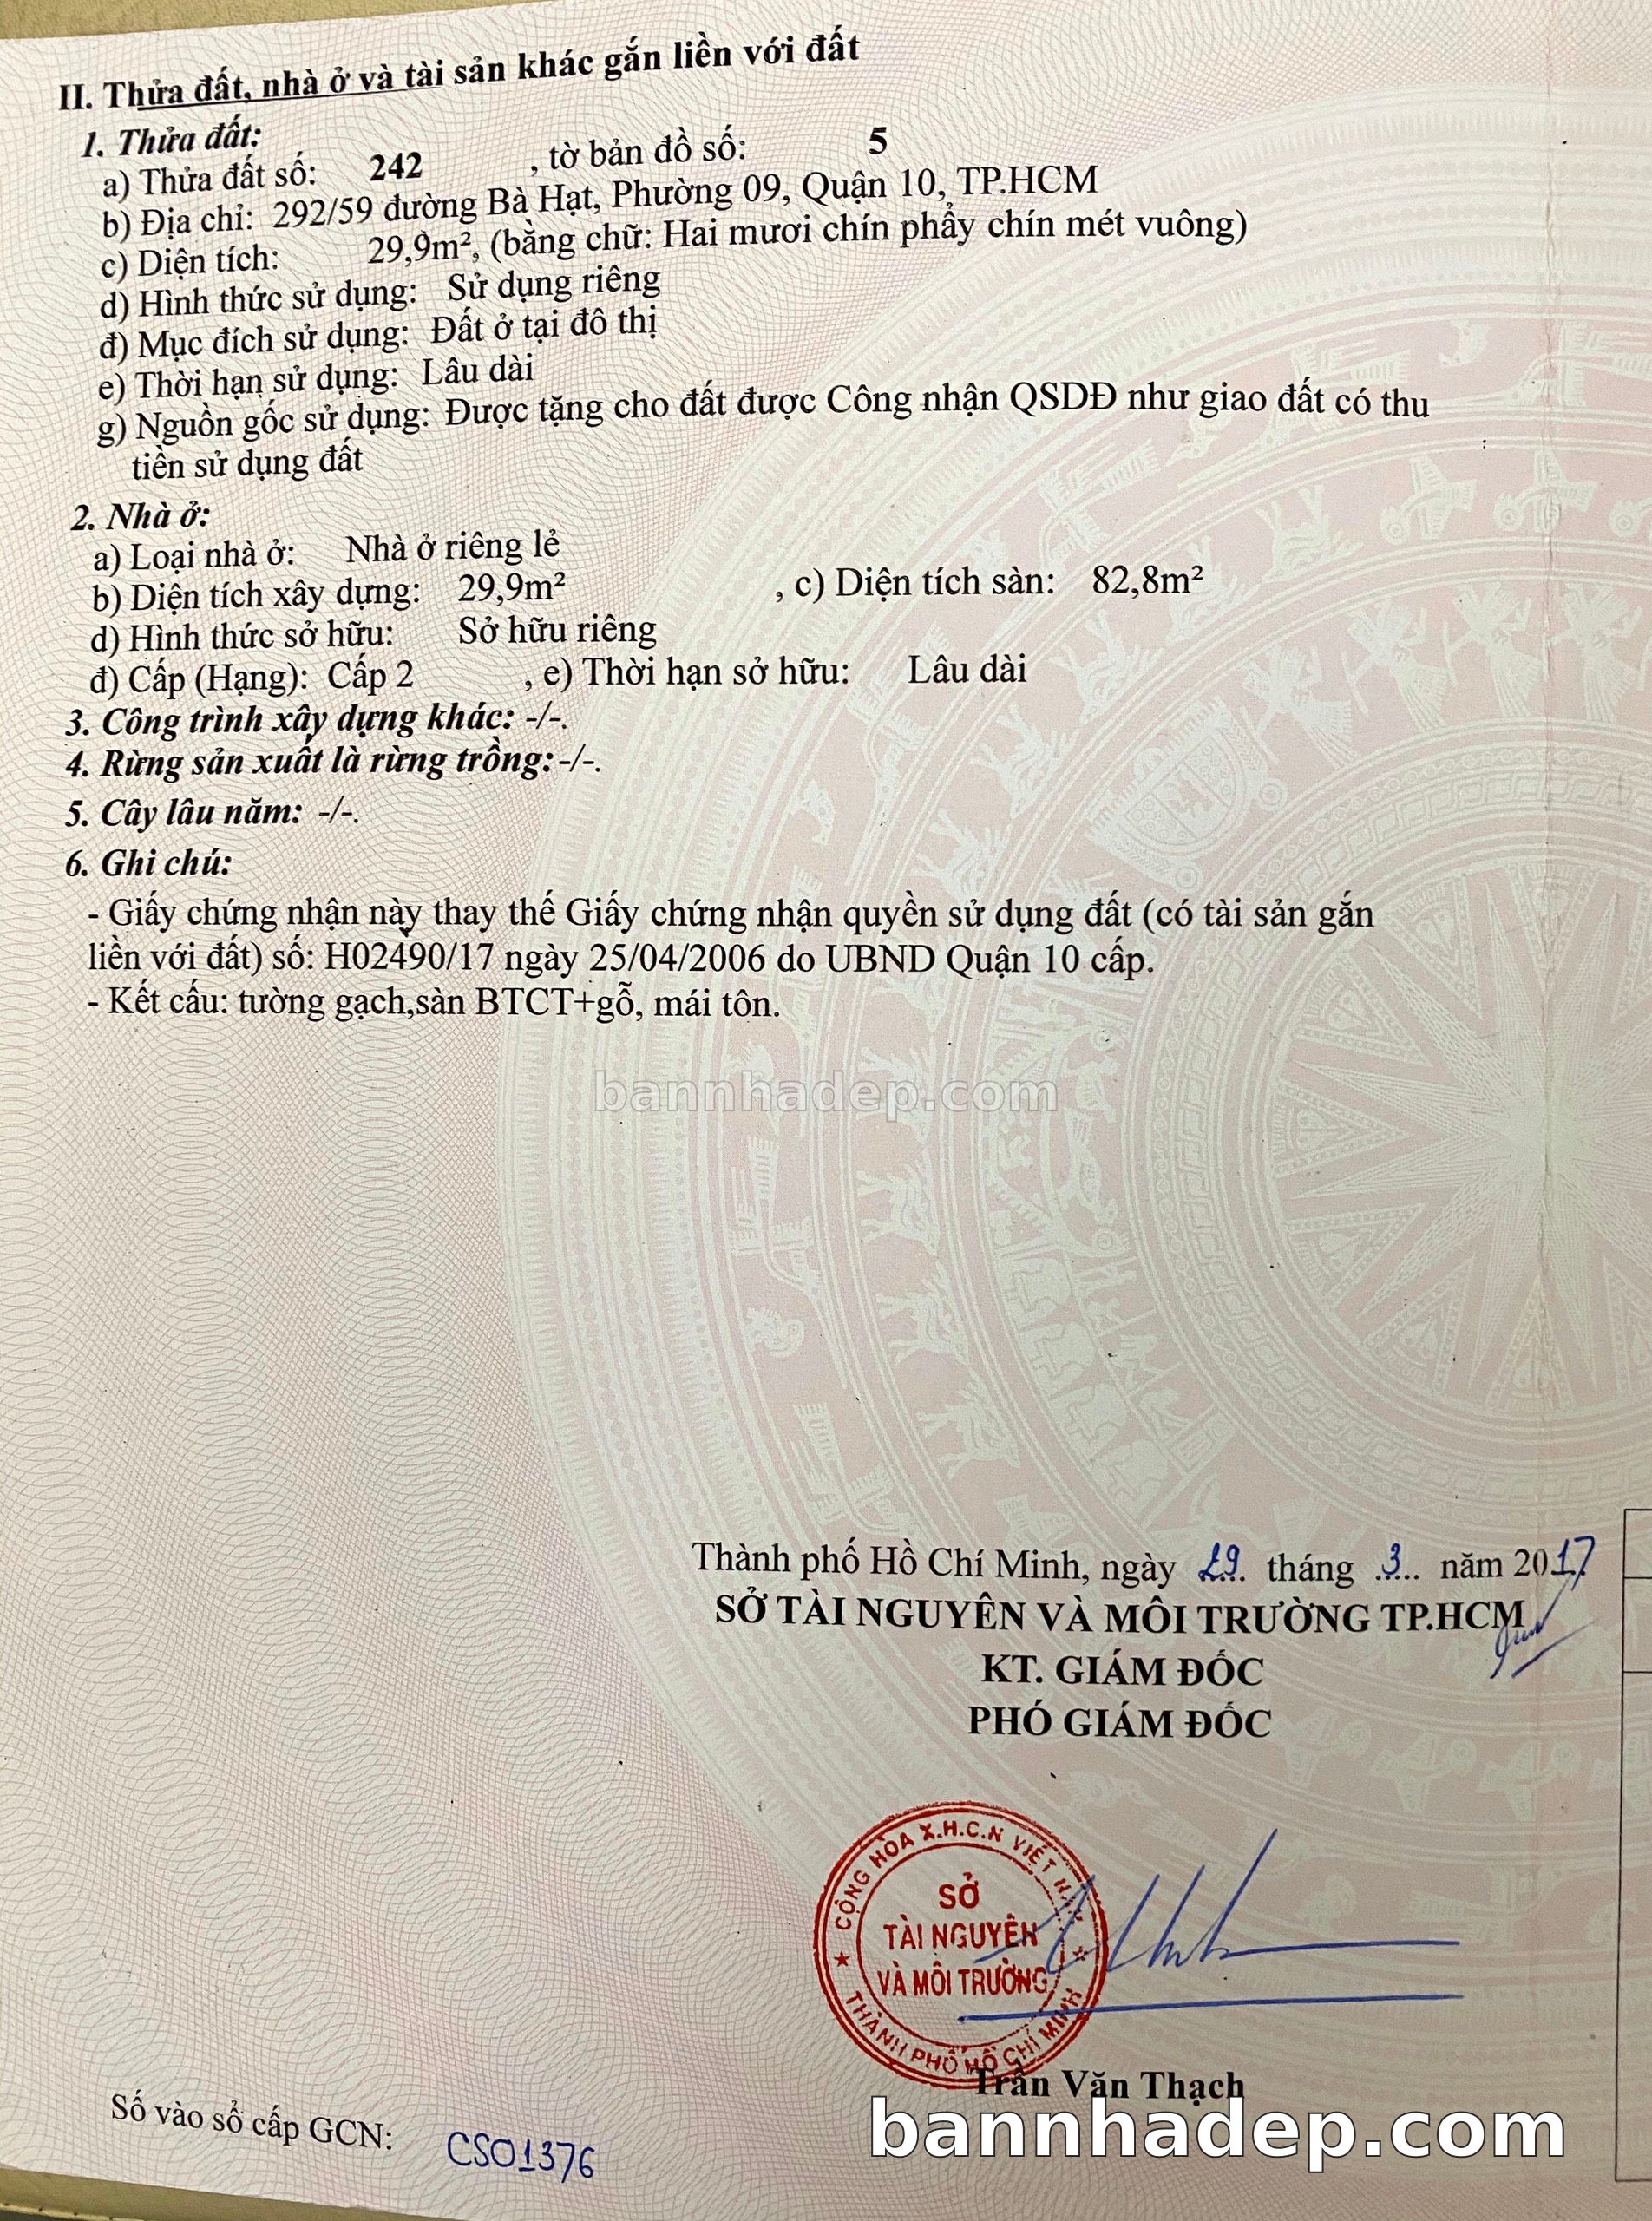 II. Thửa đất, nhà ở và tài sản khác gắn liền với đất
1. Thửa đất:
a) Thửa đất số: 242 , tờ bản đồ số: 5
b) Địa chỉ: 292/59 đường Bà Hạt, Phường 09, Quận 10, TP.HCM
c) Diện tích: 29,9m², (bằng chữ: Hai mươi chín phẩy chín mét vuông)
d) Hình thức sử dụng: Sử dụng riêng
đ) Mục đích sử dụng: Đất ở tại đô thị
e) Thời hạn sử dụng: Lâu dài
g) Nguồn gốc sử dụng: Được tặng cho đất được Công nhận QSDĐ như giao đất có thu
tiền sử dụng đất
2. Nhà ở:
a) Loại nhà ở: Nhà ở riêng lẻ
b) Diện tích xây dựng: 29,9m² , c) Diện tích sàn: 82,8m²
d) Hình thức sở hữu: Sở hữu riêng
đ) Cấp (Hạng): Cấp 2 , e) Thời hạn sở hữu: Lâu dài
3. Công trình xây dựng khác: -/-.
4. Rừng sản xuất là rừng trồng: -/-.
5. Cây lâu năm: -/-.
6. Ghi chú:
- Giấy chứng nhận này thay thế Giấy chứng nhận quyền sử dụng đất (có tài sản gắn
liền với đất) số: H02490/17 ngày 25/04/2006 do UBND Quận 10 cấp.
- Kết cấu: tường gạch,sàn BTCT+gỗ, mái tôn.
bannhadep.com
Thành phố Hồ Chí Minh, ngày 29 tháng 3 năm 2017
SỞ TÀI NGUYÊN VÀ MÔI TRƯỜNG TP.HCM
KT. GIÁM ĐỐC
PHÓ GIÁM ĐỐC
CỘNG HÒA X.H.C.N VIỆT NAM
SỞ
TÀI NGUYÊN
VÀ MÔI TRƯỜNG
THÀNH PHỐ HỒ CHÍ MINH
Trần Văn Thạch
Số vào sổ cấp GCN: CS01376
bannhadep.com